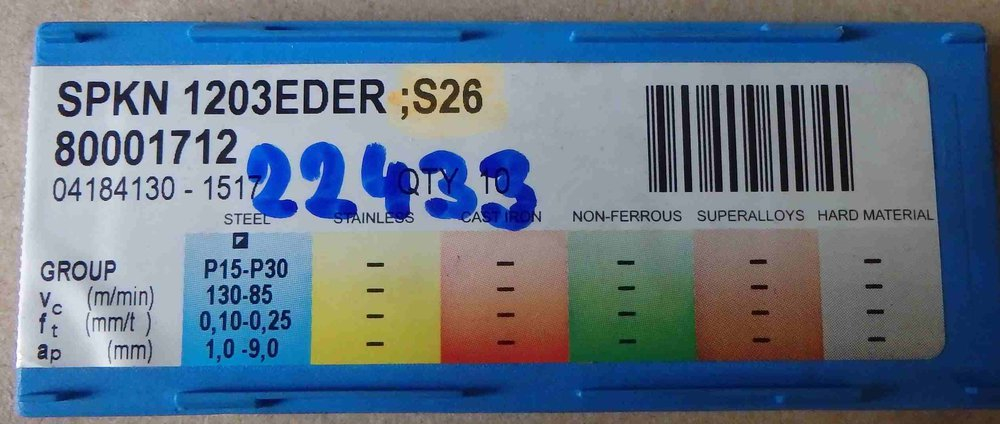 SPKN 1203EDER ;S26
80001712
04184130 - 1517 QTY 10
22433
STEEL STAINLESS CAST IRON NON-FERROUS SUPERALLOYS HARD MATERIAL
GROUP P15-P30 - - - - -
vc (m/min) 130-85 - - - - -
ft (mm/t ) 0,10-0,25 - - - - -
ap (mm) 1,0 -9,0 - - - - -